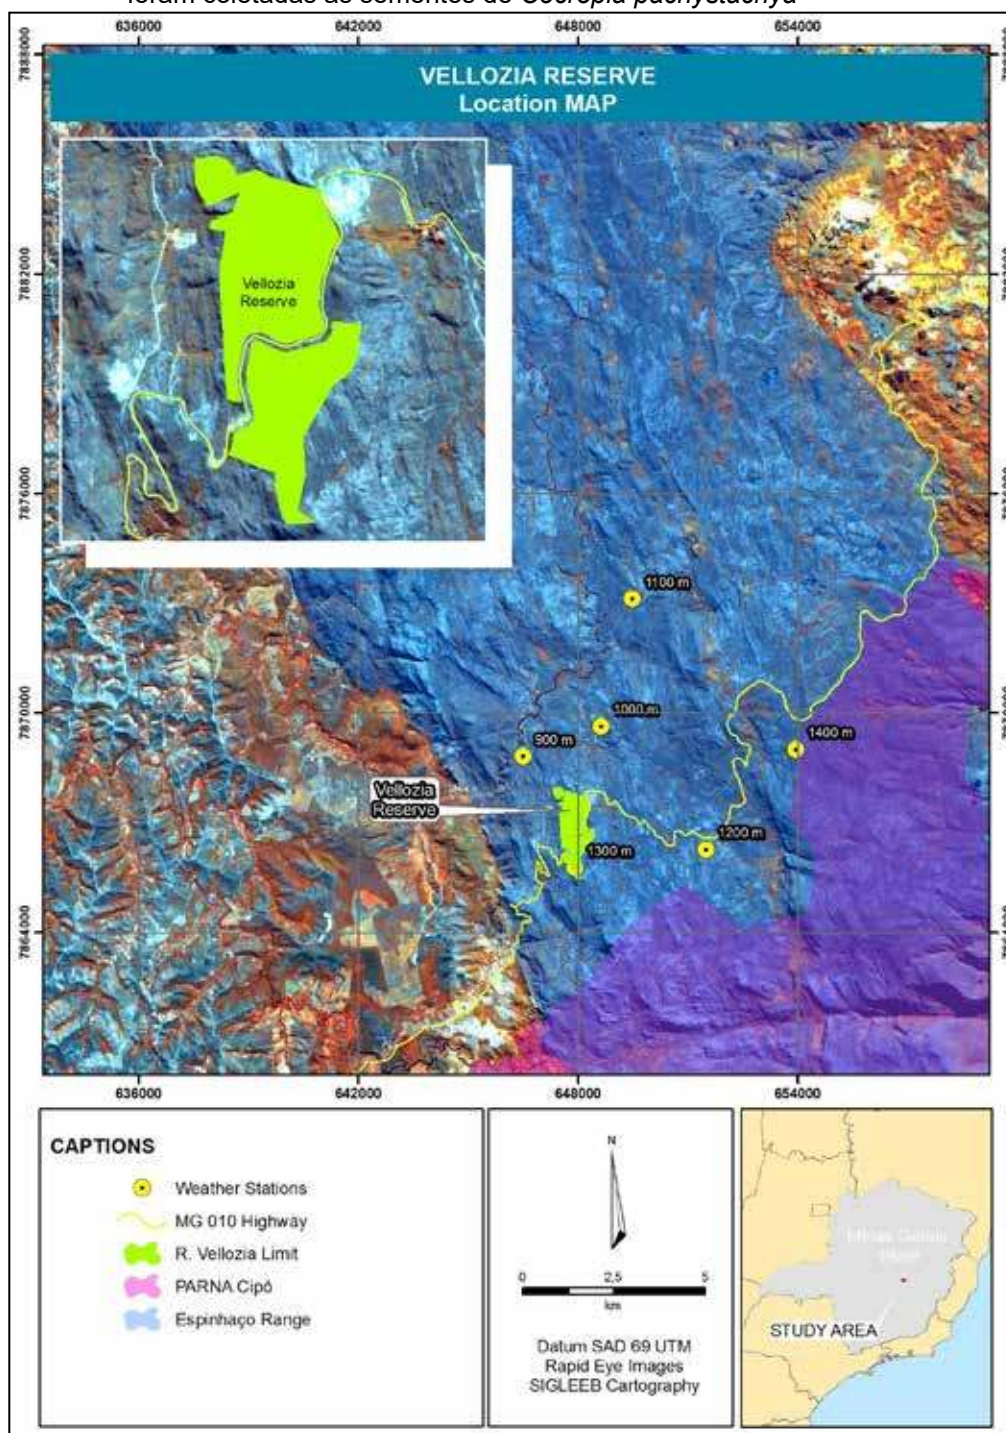 foram coletadas as sementes de Cecropia pachystachya
636000 642000 648000 654000
7888000
VELLOZIA RESERVE
Location MAP
Vellozia
Reserve
7882000
7876000
1100 m
7870000
1000 m
900 m
1400 m
Vellozia
Reserve
1200 m
1300 m
7864000
636000 642000 648000 654000
CAPTIONS
Weather Stations
MG 010 Highway
R. Vellozia Limit
PARNA Cipó
Espinhaço Range
N
0 2,5 5
km
Datum SAD 69 UTM
Rapid Eye Images
SIGLEEB Cartography
Minas Gerais
State
STUDY AREA